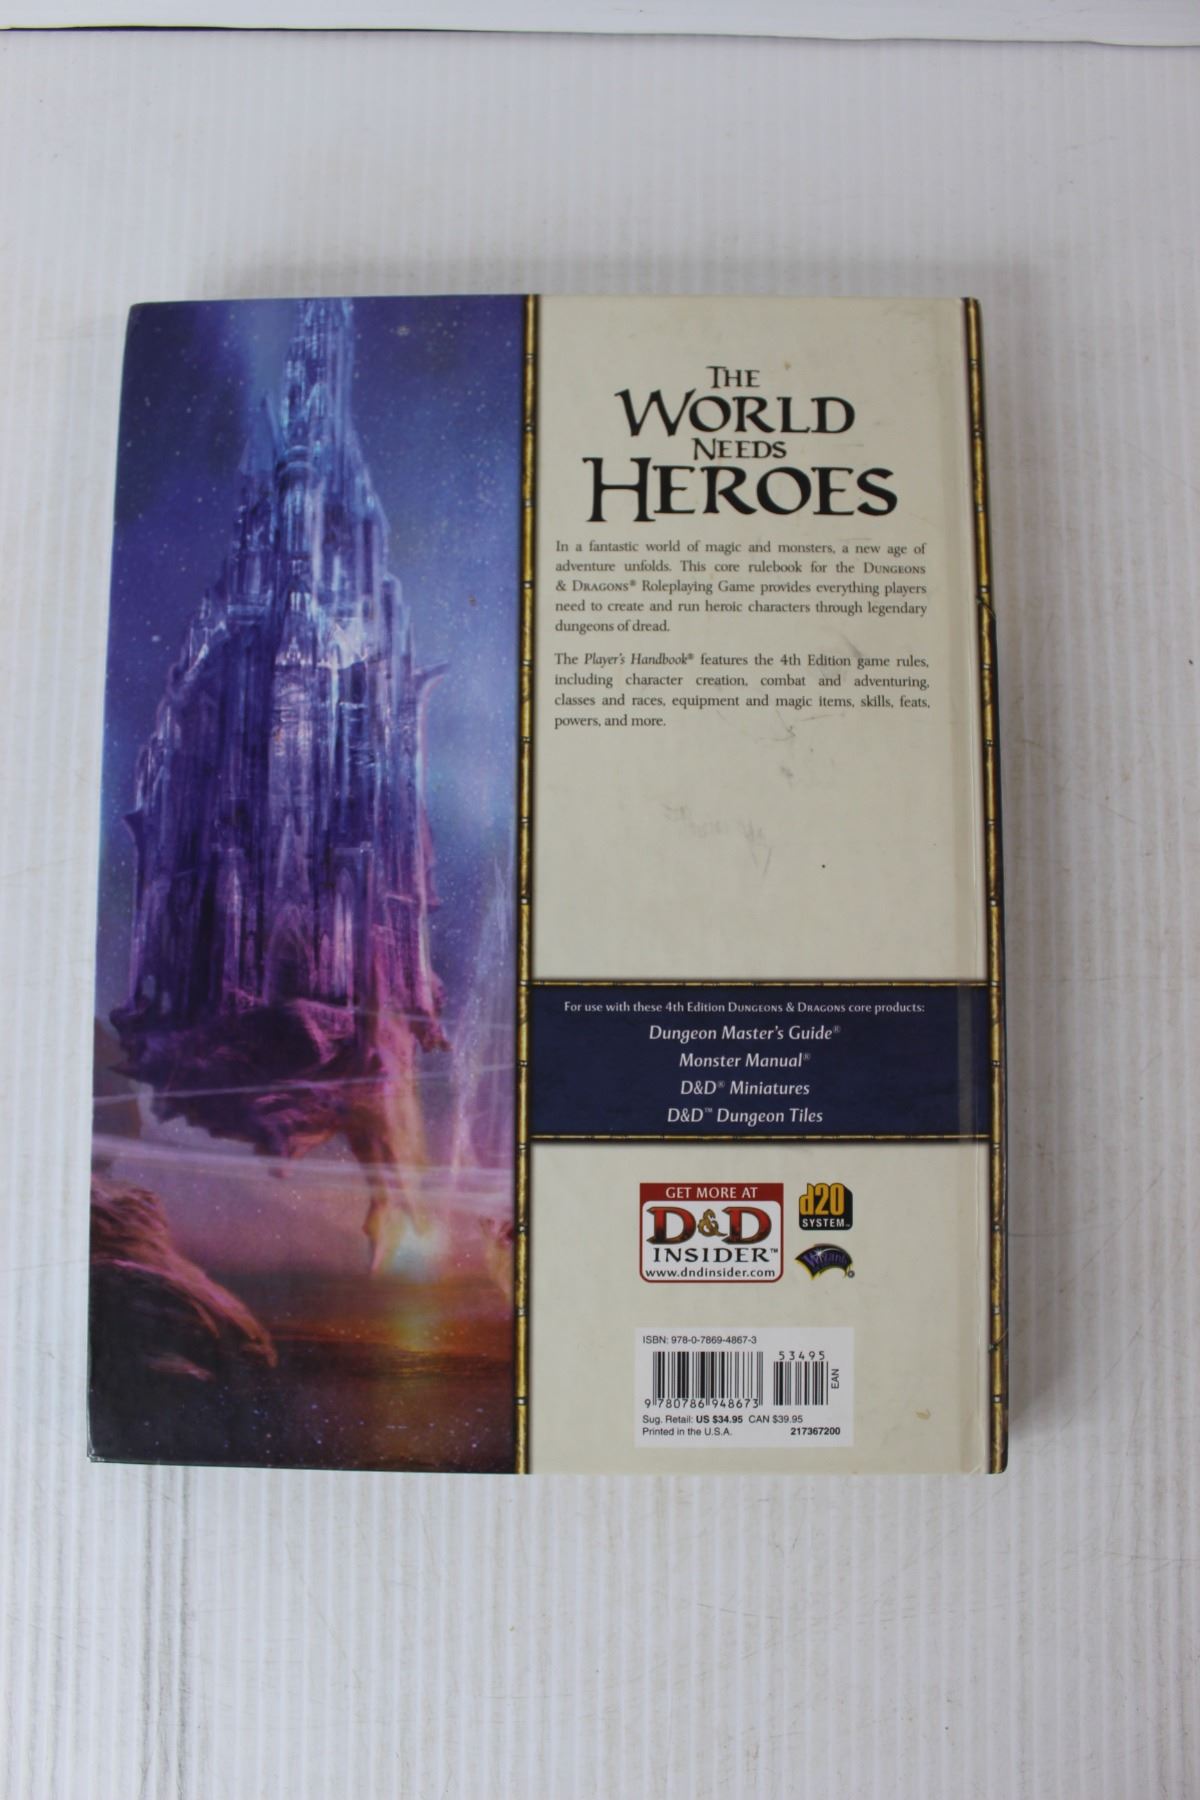 THE
WORLD
NEEDS
HEROES
In a fantastic world of magic and monsters, a new age of
adventure unfolds. This core rulebook for the DUNGEONS
& DRAGONS® Roleplaying Game provides everything players
need to create and run heroic characters through legendary
dungeons of dread.
The Player's Handbook® features the 4th Edition game rules,
including character creation, combat and adventuring,
classes and races, equipment and magic items, skills, feats,
powers, and more.
For use with these 4th Edition DUNGEONS & DRAGONS core products:
Dungeon Master's Guide®
Monster Manual®
D&D® Miniatures
D&D™ Dungeon Tiles
GET MORE AT
D&D
INSIDER™
www.dndinsider.com
d20
SYSTEM™
Wizards
ISBN: 978-0-7869-4867-3
53495
EAN
9 780786 948673
Sug. Retail: US $34.95 CAN $39.95
Printed in the U.S.A. 217367200